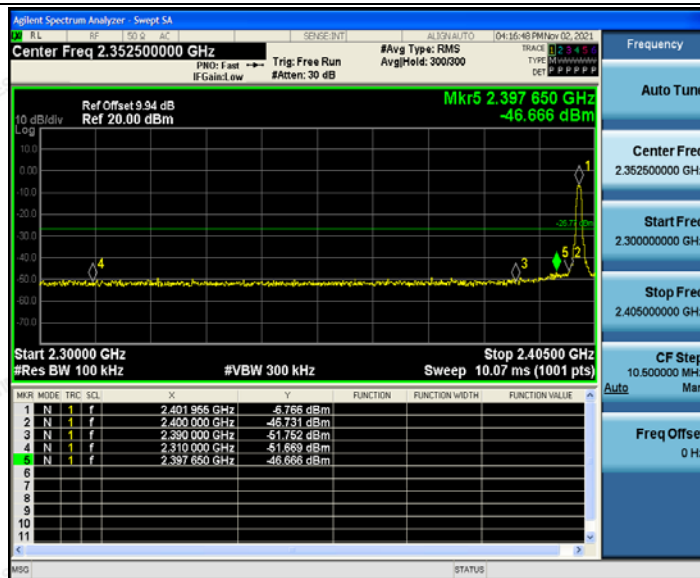 Agilent Spectrum Analyzer - Swept SA
RL RF 50 Ω AC SENSE:INT ALIGN AUTO 04:16:48 PM Nov 02, 2021
Center Freq 2.352500000 GHz
PNO: Fast
IFGain:Low
Trig: Free Run
#Atten: 30 dB
#Avg Type: RMS
Avg|Hold: 300/300
TRACE 1 2 3 4 5 6
TYPE M
DET P P P P P P
Frequency
Ref Offset 9.94 dB
Ref 20.00 dBm
10 dB/div
Log
Mkr5 2.397 650 GHz
-46.666 dBm
10.0
0.00
-10.0
-20.0
-30.0
-40.0
-50.0
-60.0
-70.0
1
-26.77 dBm
4
3
5
2
Start 2.30000 GHz
Stop 2.40500 GHz
#Res BW 100 kHz
#VBW 300 kHz
Sweep 10.07 ms (1001 pts)
MKR MODE TRC SCL X Y FUNCTION FUNCTION WIDTH FUNCTION VALUE
1 N 1 f 2.401 955 GHz -6.766 dBm
2 N 1 f 2.400 000 GHz -46.731 dBm
3 N 1 f 2.390 000 GHz -51.752 dBm
4 N 1 f 2.310 000 GHz -51.669 dBm
5 N 1 f 2.397 650 GHz -46.666 dBm
6
7
8
9
10
11
MSG
STATUS
Auto Tune
Center Freq
2.352500000 GHz
Start Freq
2.300000000 GHz
Stop Freq
2.405000000 GHz
CF Step
10.500000 MHz
Auto Man
Freq Offset
0 Hz